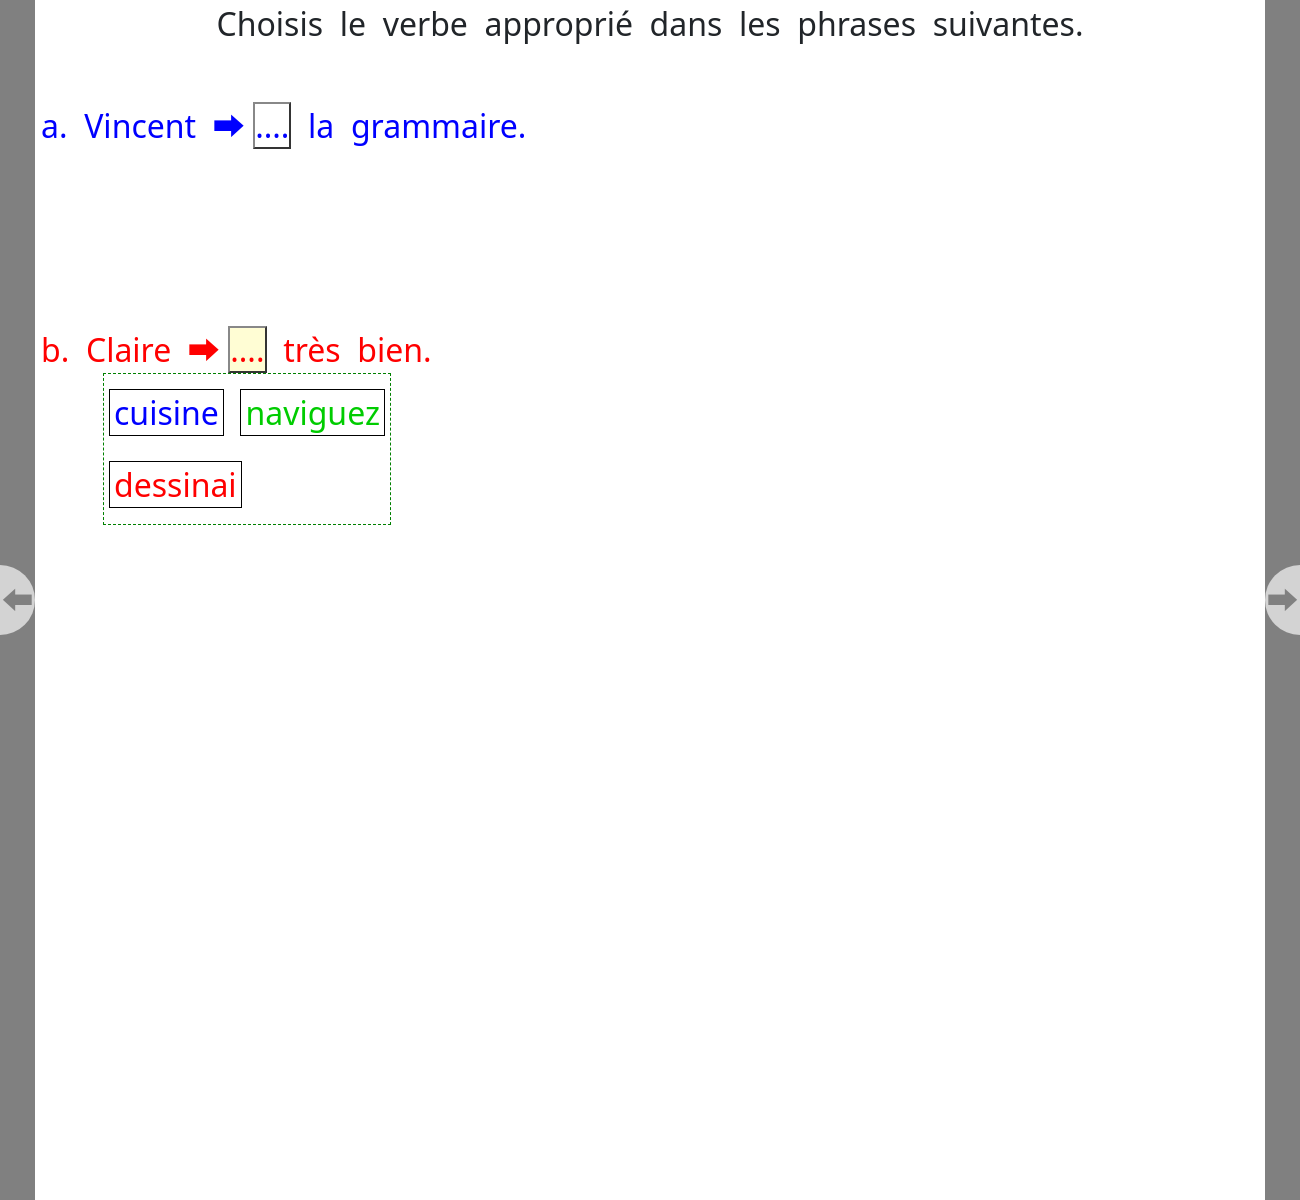 Choisis le verbe approprié dans les phrases suivantes.
a. Vincent ➡ .... la grammaire.
b. Claire ➡ .... très bien.
cuisine naviguez
dessinai